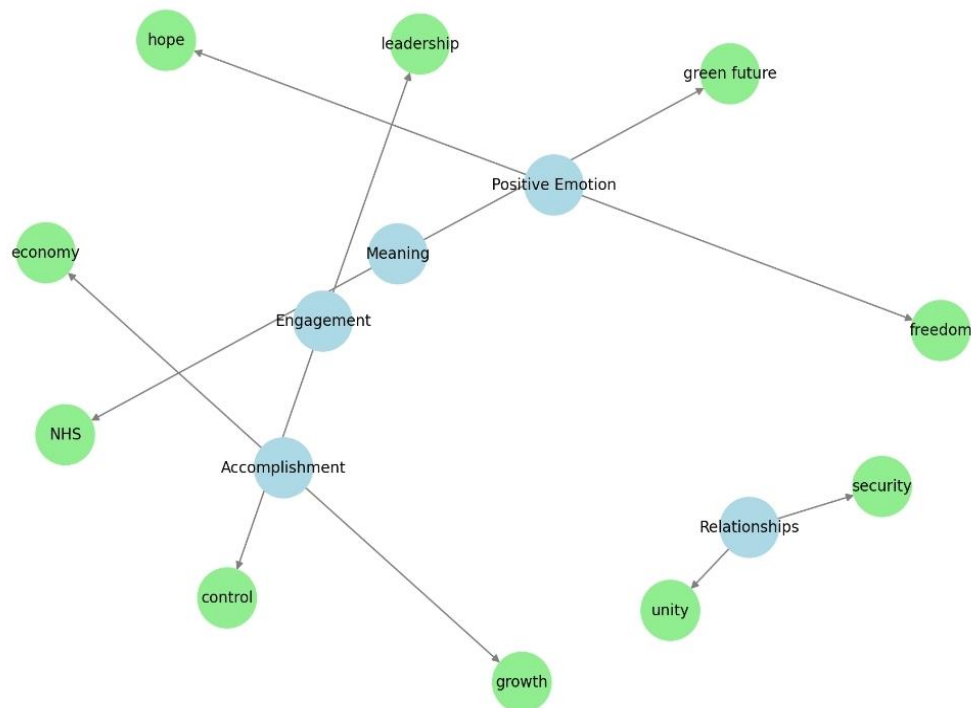 hope
leadership
green future
Positive Emotion
economy
Meaning
Engagement
freedom
NHS
Accomplishment
security
Relationships
control
unity
growth